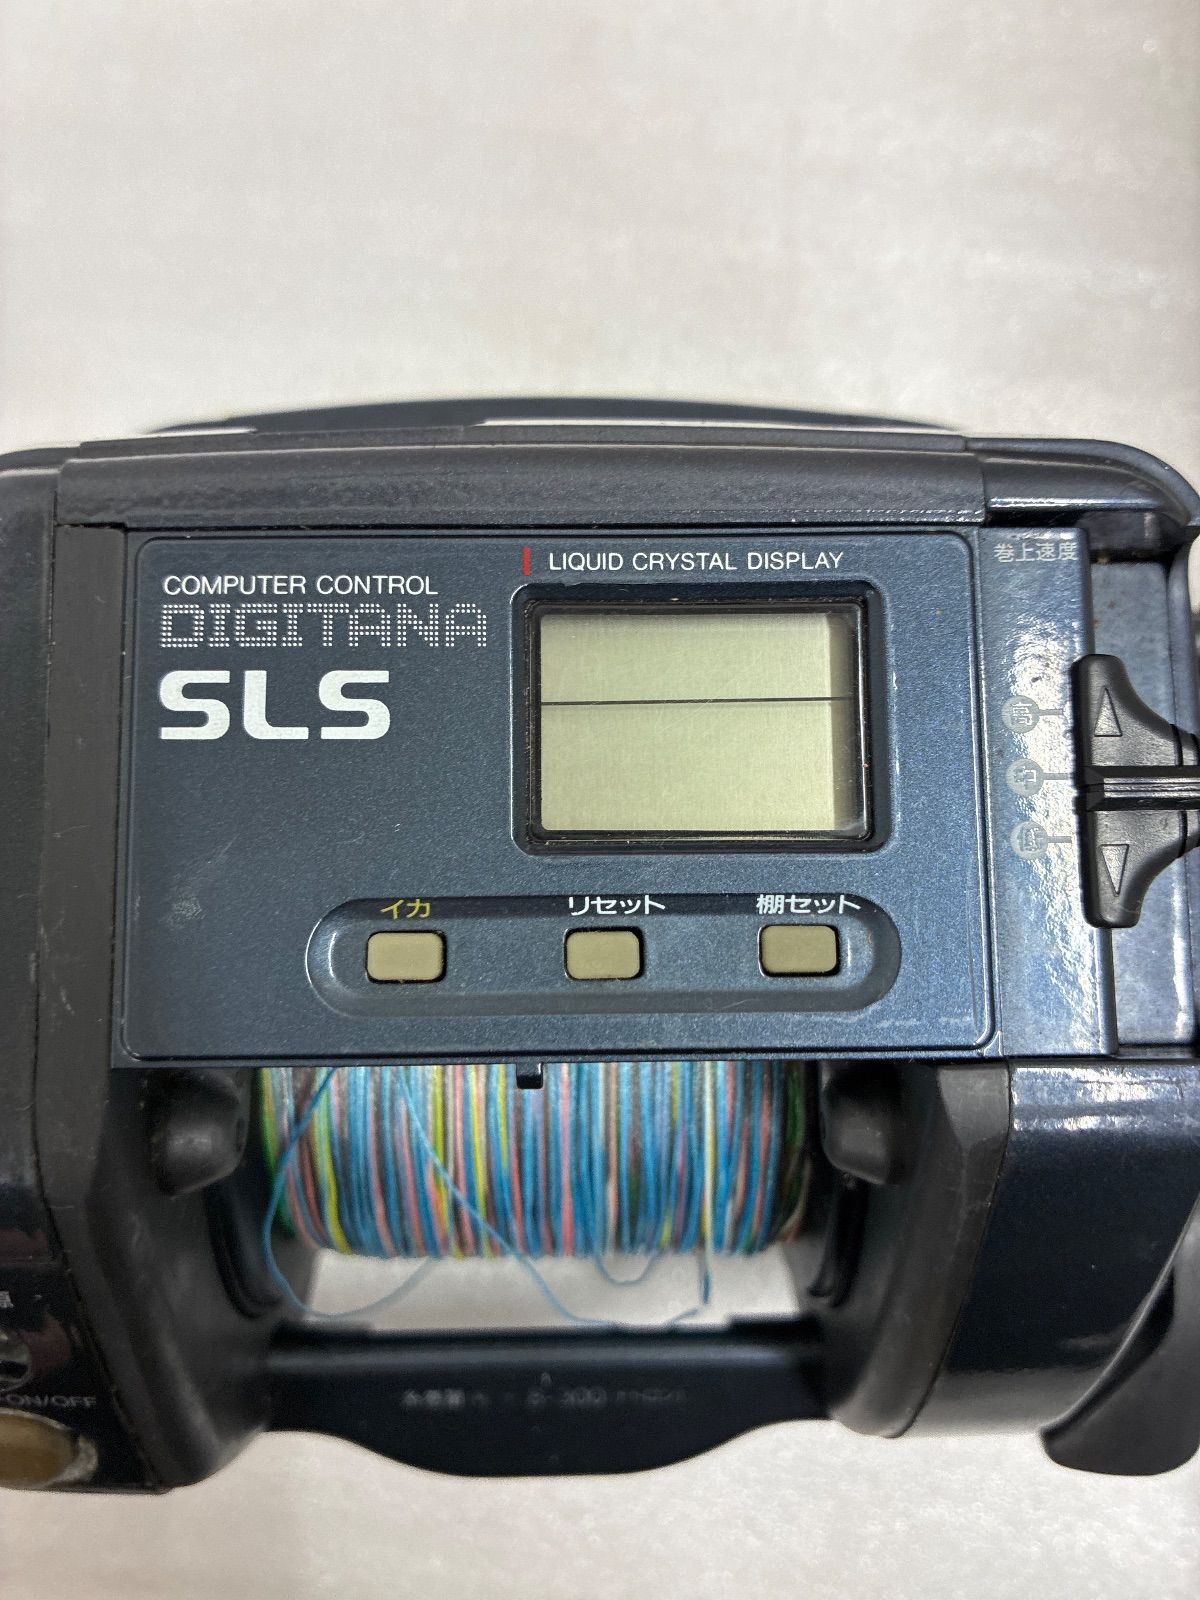 LIQUID CRYSTAL DISPLAY
巻上速度
COMPUTER CONTROL
DIGITANA
SLS
高
中
低
イカ
リセット
棚セット
ON/OFF